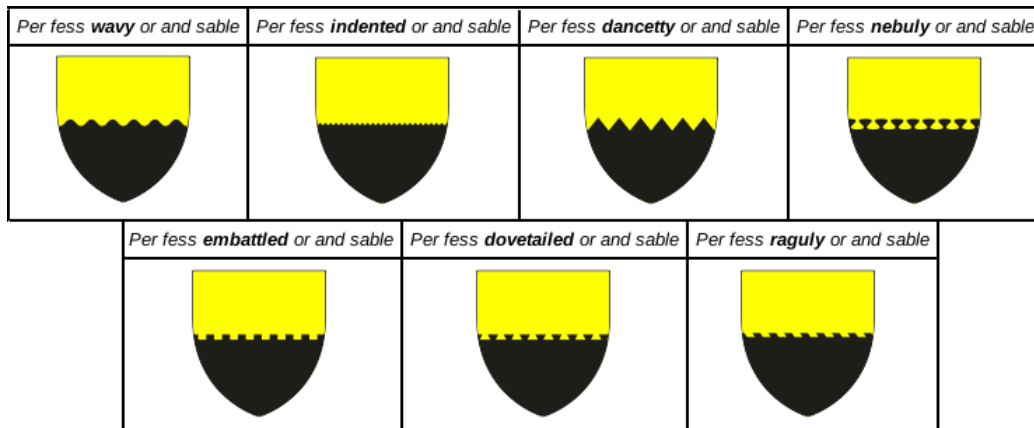 Per fess wavy or and sable
Per fess indented or and sable
Per fess dancetty or and sable
Per fess nebuly or and sable
Per fess embattled or and sable
Per fess dovetailed or and sable
Per fess raguly or and sable